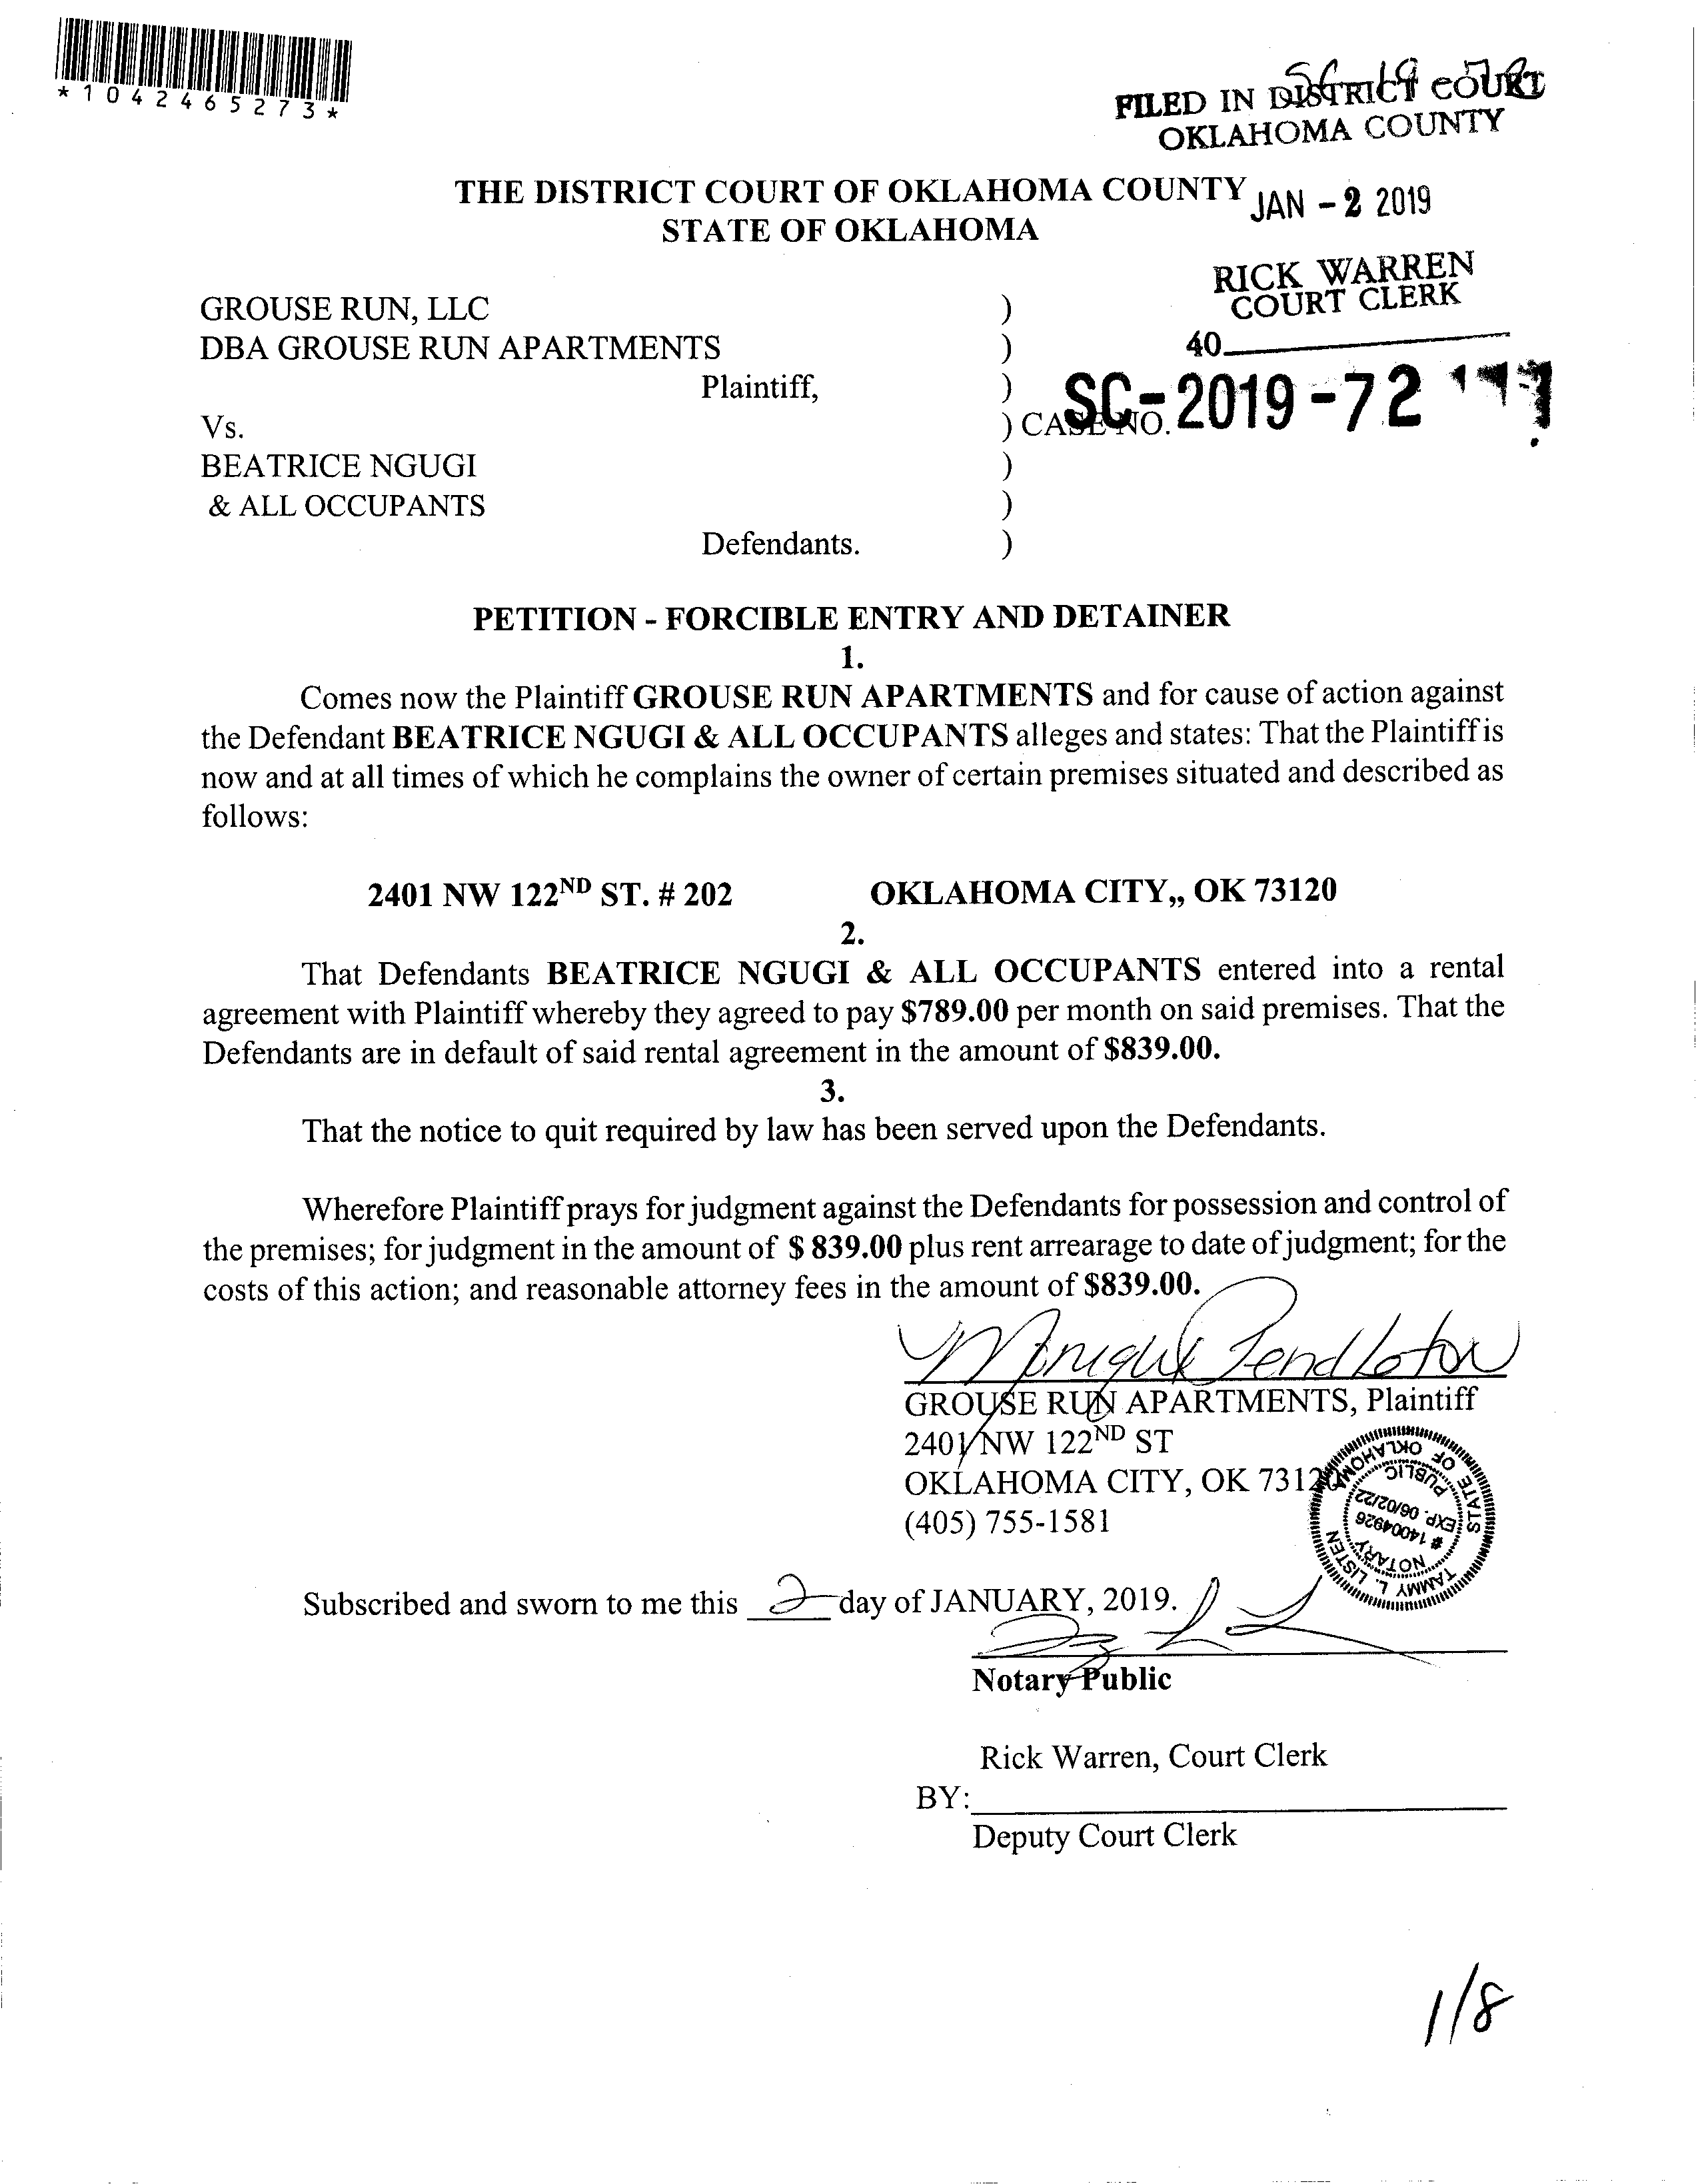 *1042465273*
FILED IN DISTRICT COURT
OKLAHOMA COUNTY
THE DISTRICT COURT OF OKLAHOMA COUNTY
JAN - 2 2019
STATE OF OKLAHOMA
RICK WARREN
COURT CLERK
40
GROUSE RUN, LLC )
DBA GROUSE RUN APARTMENTS )
Plaintiff, )
Vs. ) CASE NO. SC-2019-72
BEATRICE NGUGI )
& ALL OCCUPANTS )
Defendants. )
PETITION - FORCIBLE ENTRY AND DETAINER
1.
Comes now the Plaintiff GROUSE RUN APARTMENTS and for cause of action against
the Defendant BEATRICE NGUGI & ALL OCCUPANTS alleges and states: That the Plaintiff is
now and at all times of which he complains the owner of certain premises situated and described as
follows:
2401 NW 122ND ST. # 202 OKLAHOMA CITY,, OK 73120
2.
That Defendants BEATRICE NGUGI & ALL OCCUPANTS entered into a rental
agreement with Plaintiff whereby they agreed to pay $789.00 per month on said premises. That the
Defendants are in default of said rental agreement in the amount of $839.00.
3.
That the notice to quit required by law has been served upon the Defendants.
Wherefore Plaintiff prays for judgment against the Defendants for possession and control of
the premises; for judgment in the amount of $ 839.00 plus rent arrearage to date of judgment; for the
costs of this action; and reasonable attorney fees in the amount of $839.00.
Monique Pendleton
GROUSE RUN APARTMENTS, Plaintiff
2401 NW 122ND ST
OKLAHOMA CITY, OK 73120
(405) 755-1581
TAMMY L. LISTEN
NOTARY
# 14004926
EXP. 06/02/22
PUBLIC
STATE OF OKLAHOMA
Subscribed and sworn to me this 2 day of JANUARY, 2019.
Notary Public
Rick Warren, Court Clerk
BY:
Deputy Court Clerk
1/8